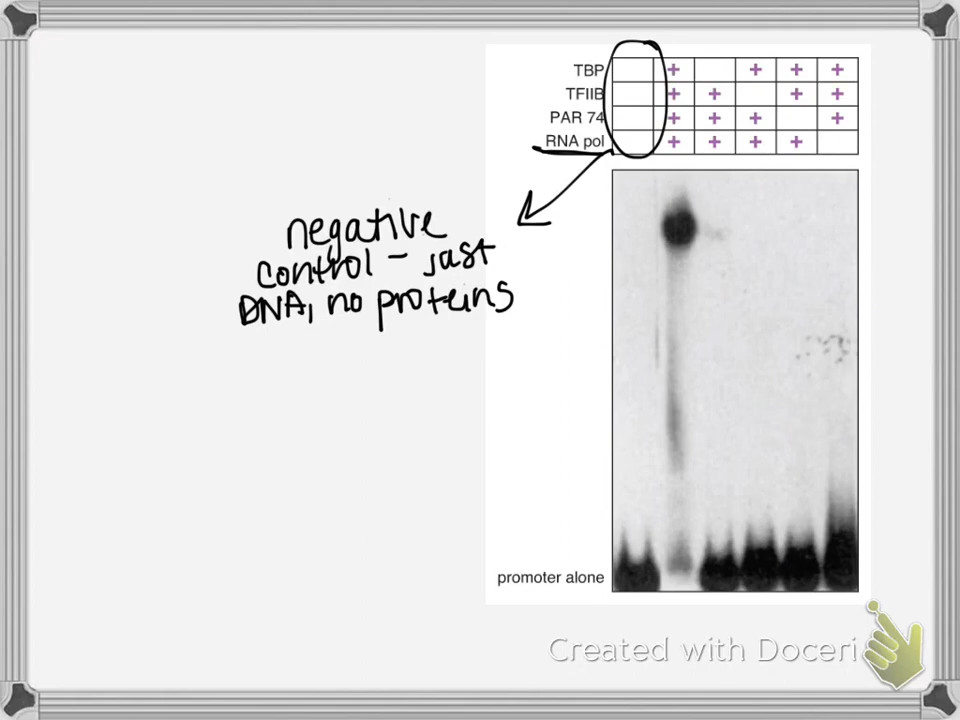 TBP + + + +
TFIIB + + + +
PAR 74 + + + +
RNA pol + + + +
negative
control - just
DNA, no proteins
promoter alone
Created with Doceri